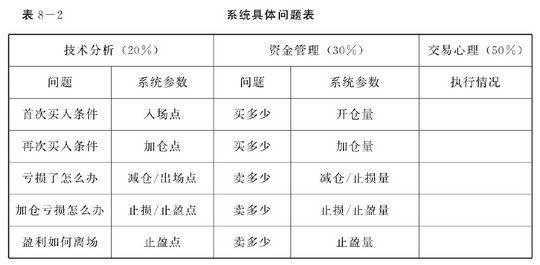 表 8－2 系统具体问题表
技术分析（20％） 资金管理（30％） 交易心理（50％）
问题 系统参数 问题 系统参数 执行情况
首次买入条件 入场点 买多少 开仓量
再次买入条件 加仓点 买多少 加仓量
亏损了怎么办 减仓/出场点 卖多少 减仓/止损量
加仓亏损怎么办 止损/止盈点 卖多少 止损/止盈量
盈利如何离场 止盈点 卖多少 止盈量